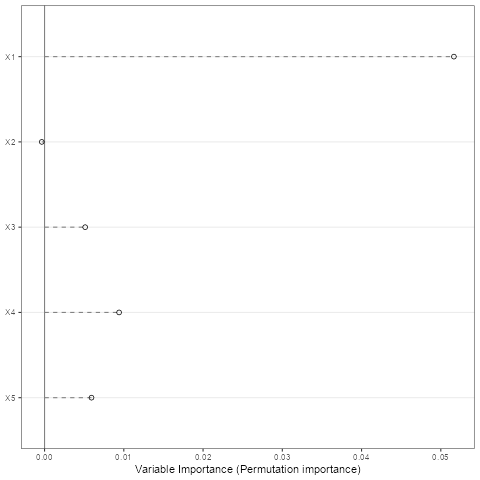 X1
X2
X3
X4
X5
0.00 0.01 0.02 0.03 0.04 0.05
Variable Importance (Permutation importance)